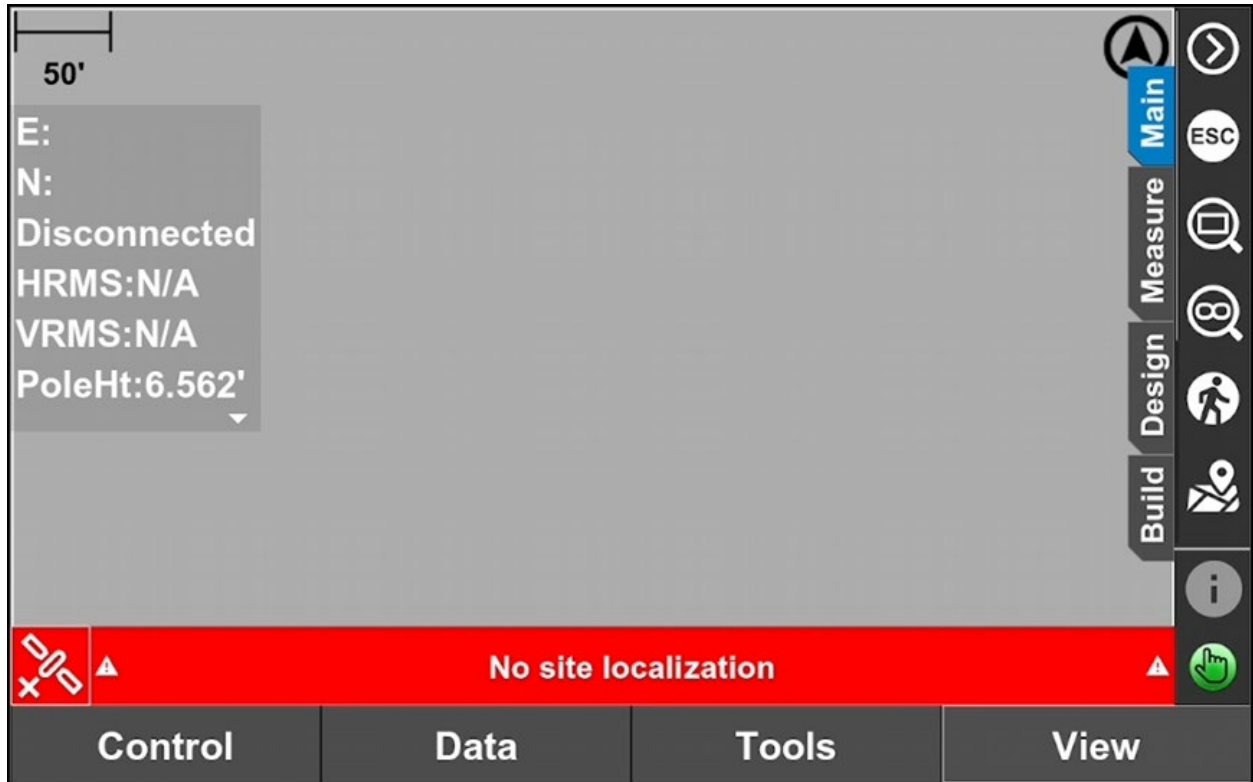 50'
E:
N:
Disconnected
HRMS:N/A
VRMS:N/A
PoleHt:6.562'
Main
Measure
Design
Build
ESC
i
No site localization
Control
Data
Tools
View